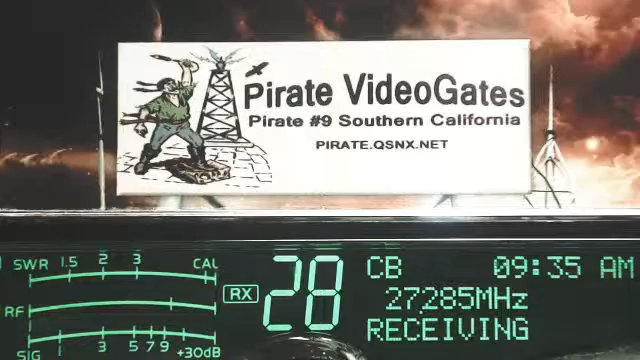 Pirate VideoGates
Pirate #9 Southern California
PIRATE.QSNX.NET
SWR 1.5 2 3 CAL
RF
SIG 3 5 7 9 +30dB
RX
28
CB 09:35 AM
27285MHz
RECEIVING